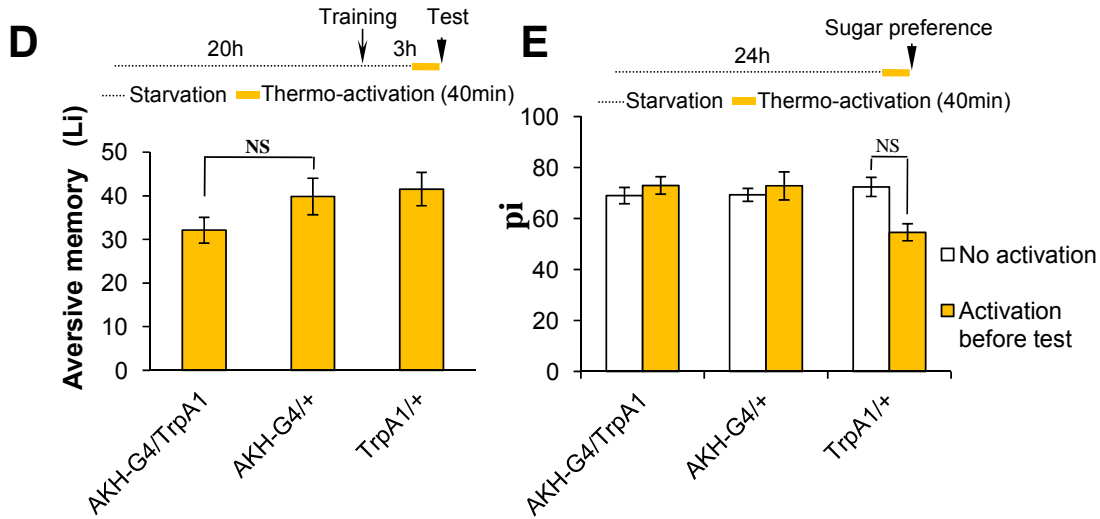 D
Training
Test
20h
3h
Starvation
Thermo-activation (40min)
Aversive memory (Li)
50
40
30
20
10
0
NS
AKH-G4/TrpA1
AKH-G4/+
TrpA1/+
E
Sugar preference
24h
Starvation
Thermo-activation (40min)
pi
100
80
60
40
20
0
NS
No activation
Activation
before test
AKH-G4/TrpA1
AKH-G4/+
TrpA1/+